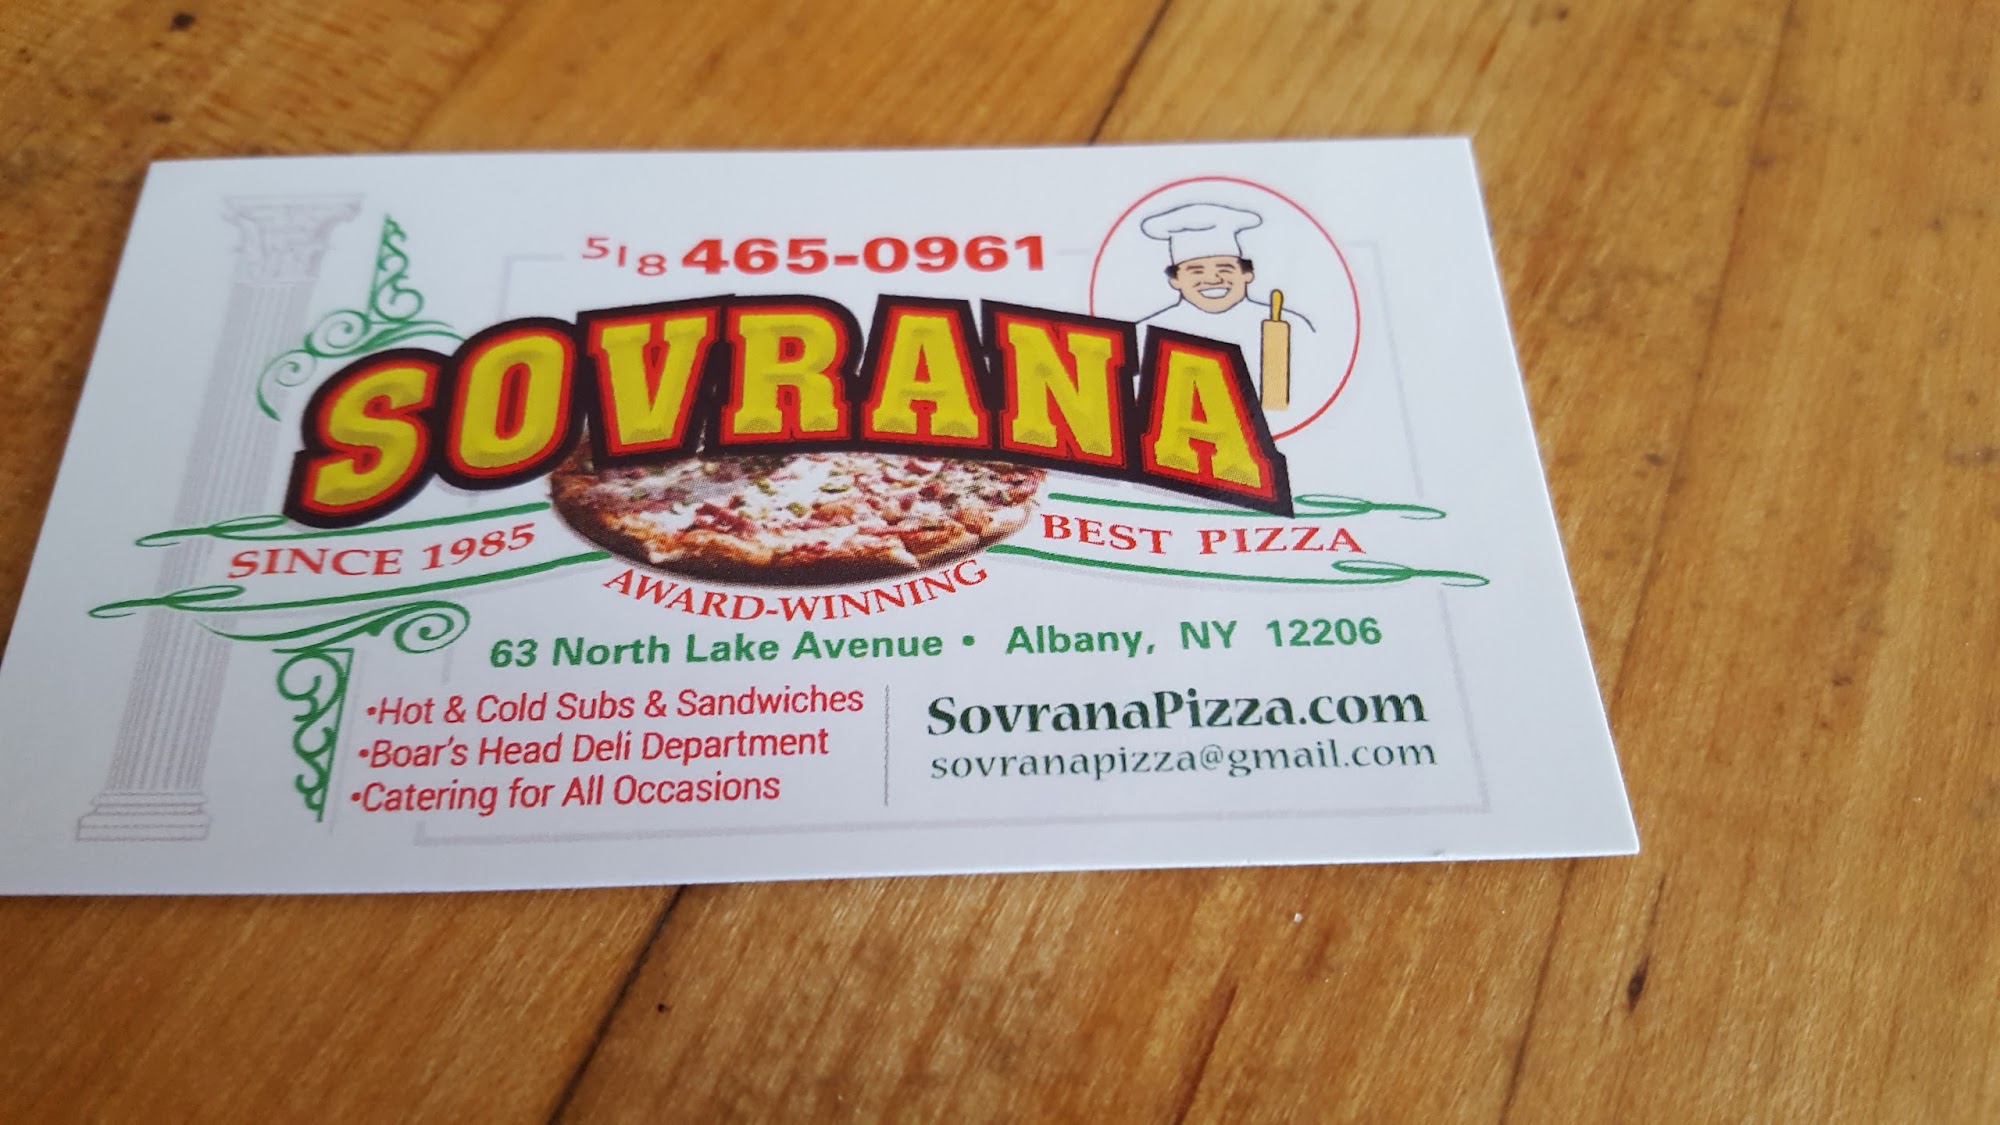 518 465-0961
SOVRANA
SINCE 1985
AWARD-WINNING
BEST PIZZA
63 North Lake Avenue • Albany, NY 12206
•Hot & Cold Subs & Sandwiches
•Boar's Head Deli Department
•Catering for All Occasions
SovranaPizza.com
sovranapizza@gmail.com